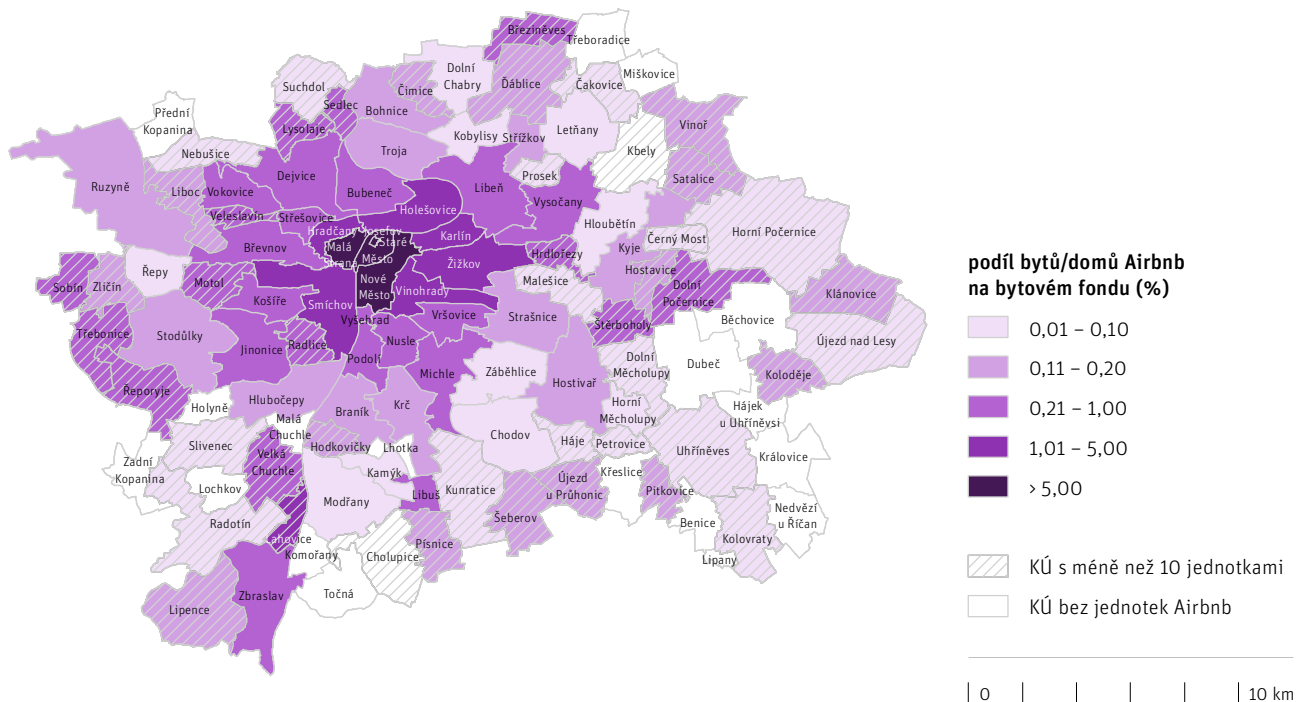 Březiněves
Třeboradice
Dolní
Chabry
Miškovice
Suchdol
Čimice
Ďáblice
Čakovice
Sedlec
Přední
Kopanina
Bohnice
Lysolaje
Kobylisy
Střížkov
Letňany
Vinoř
Nebušice
Troja
Kbely
Ruzyně
Liboc
Vokovice
Dejvice
Bubeneč
Libeň
Prosek
Satalice
Vysočany
Holešovice
Veleslavín
Střešovice
Hloubětín
Horní Počernice
Hradčany
Josefov
Karlín
Černý Most
Břevnov
Malá
Strana
Staré
Město
Hrdlořezy
Kyje
Žižkov
Řepy
Hostavice
Malešice
Sobín
Zličín
Motol
Nové
Město
Vinohrady
Dolní
Počernice
Klánovice
Košíře
Smíchov
Vyšehrad
Vršovice
Strašnice
Štěrboholy
Běchovice
Třebonice
Stodůlky
Radlice
Nusle
Újezd nad Lesy
Jinonice
Podolí
Michle
Dolní
Měcholupy
Dubeč
Záběhlice
Hostivař
Koloděje
Řeporyje
Holyně
Hlubočepy
Krč
Braník
Horní
Měcholupy
Hájek
u Uhříněvsi
Malá
Chuchle
Slivenec
Hodkovičky
Lhotka
Chodov
Háje
Petrovice
Uhříněves
Velká
Chuchle
Zadní
Kopanina
Královice
Lochkov
Kamýk
Křeslice
Modřany
Libuš
Kunratice
Újezd
u Průhonic
Pitkovice
Nedvězí
u Říčan
Radotín
Šeberov
Benice
Lahovice
Písnice
Kolovraty
Komořany
Cholupice
Lipany
Lipence
Zbraslav
Točná
podíl bytů/domů Airbnb
na bytovém fondu (%)
0,01 – 0,10
0,11 – 0,20
0,21 – 1,00
1,01 – 5,00
> 5,00
KÚ s méně než 10 jednotkami
KÚ bez jednotek Airbnb
0 10 km